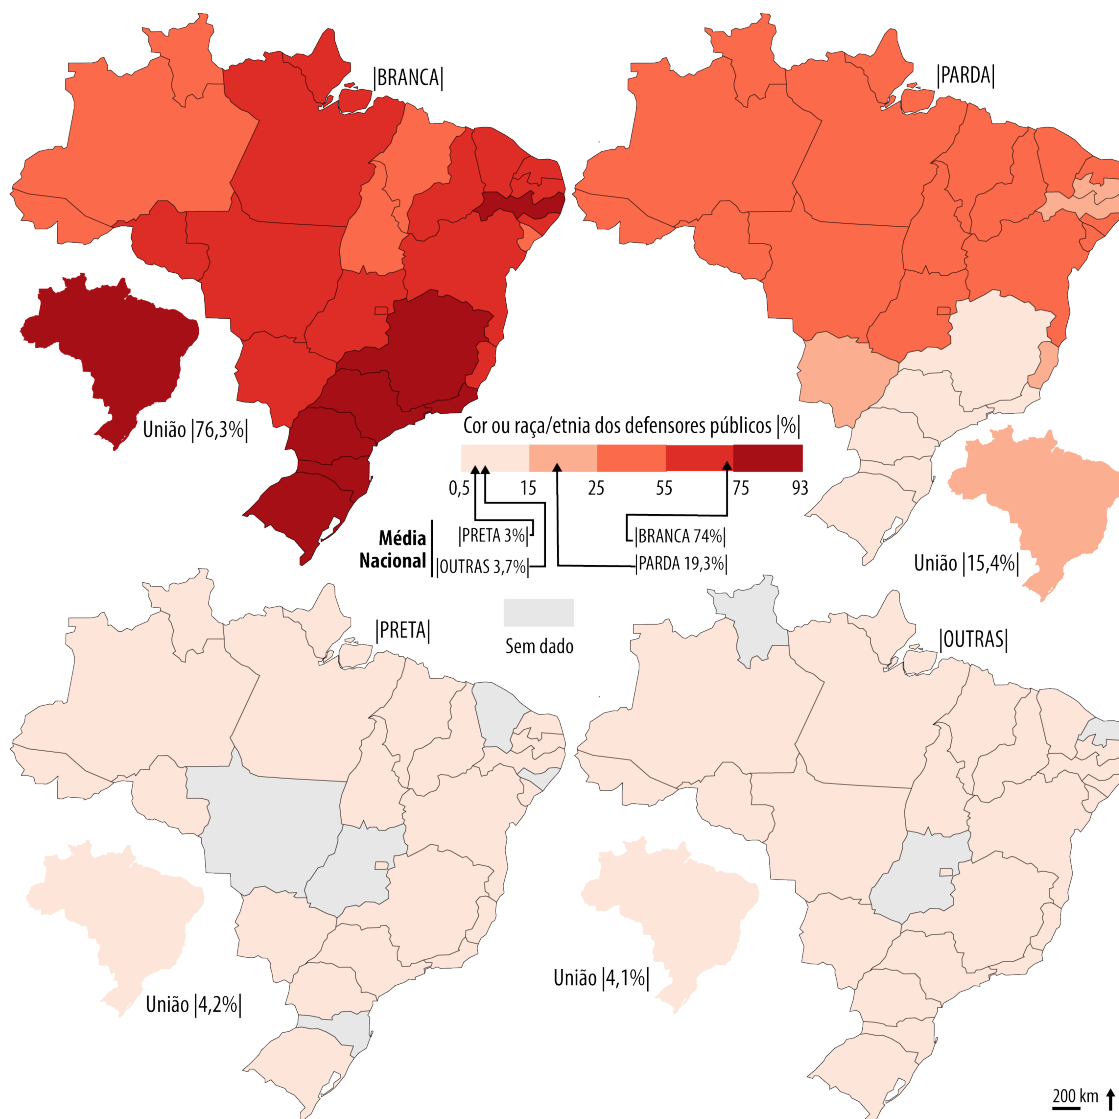 |BRANCA|
|PARDA|
União |76,3%|
Cor ou raça/etnia dos defensores públicos |%|
0,5 15 25 55 75 93
Média
Nacional
|PRETA 3%|
|OUTRAS 3,7%|
|BRANCA 74%|
|PARDA 19,3%|
União |15,4%|
Sem dado
|PRETA|
|OUTRAS|
União |4,2%|
União |4,1%|
200 km